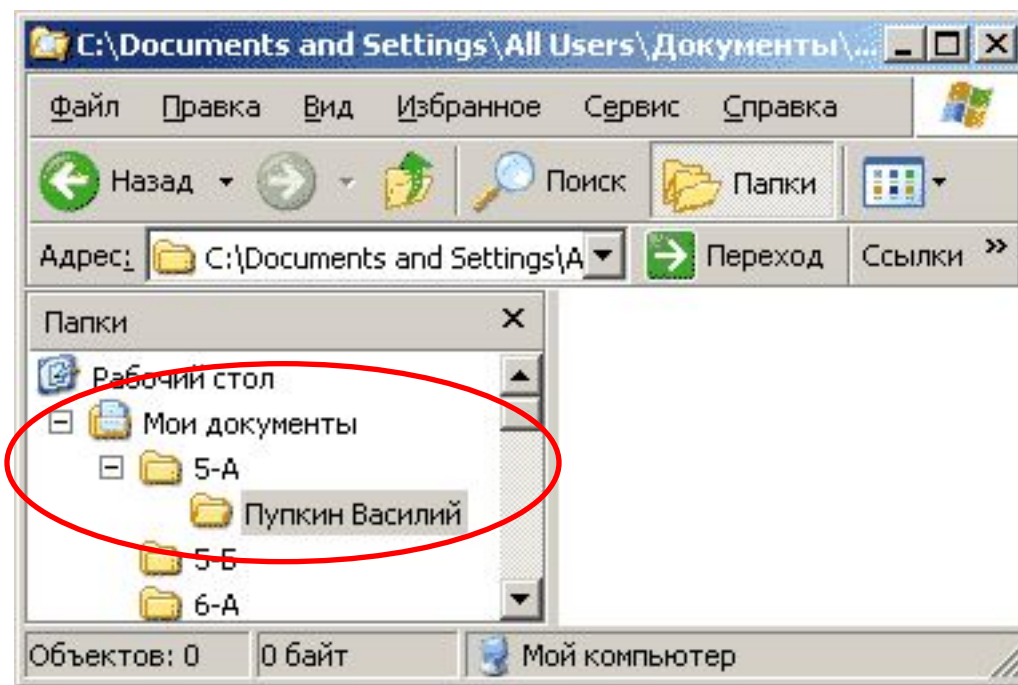 C:\Documents and Settings\All Users\Документы\...
Файл Правка Вид Избранное Сервис Справка
Назад Поиск Папки
Адрес: C:\Documents and Settings\A Переход Ссылки »
Папки
Рабочий стол
Мои документы
5-А
Пупкин Василий
5-Б
6-А
Объектов: 0 0 байт Мой компьютер